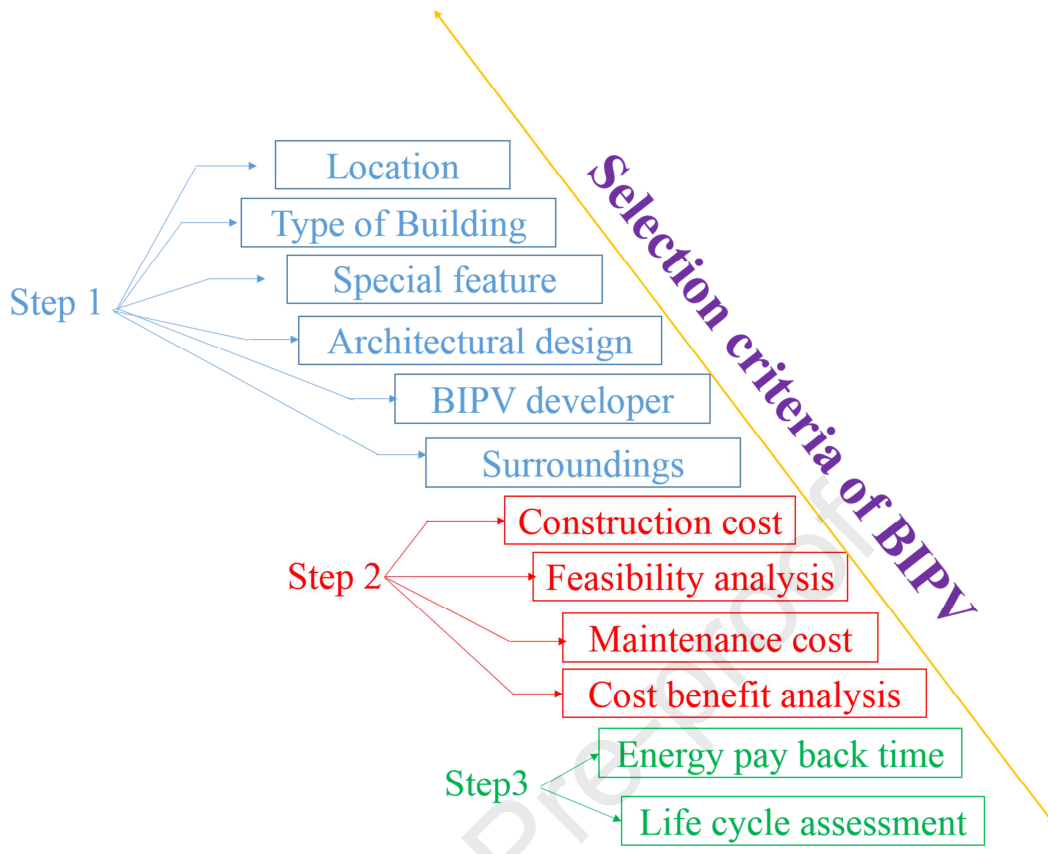 Selection criteria of BIPV
Step 1
Location
Type of Building
Special feature
Architectural design
BIPV developer
Surroundings
Step 2
Construction cost
Feasibility analysis
Maintenance cost
Cost benefit analysis
Step3
Energy pay back time
Life cycle assessment
Pre-proof